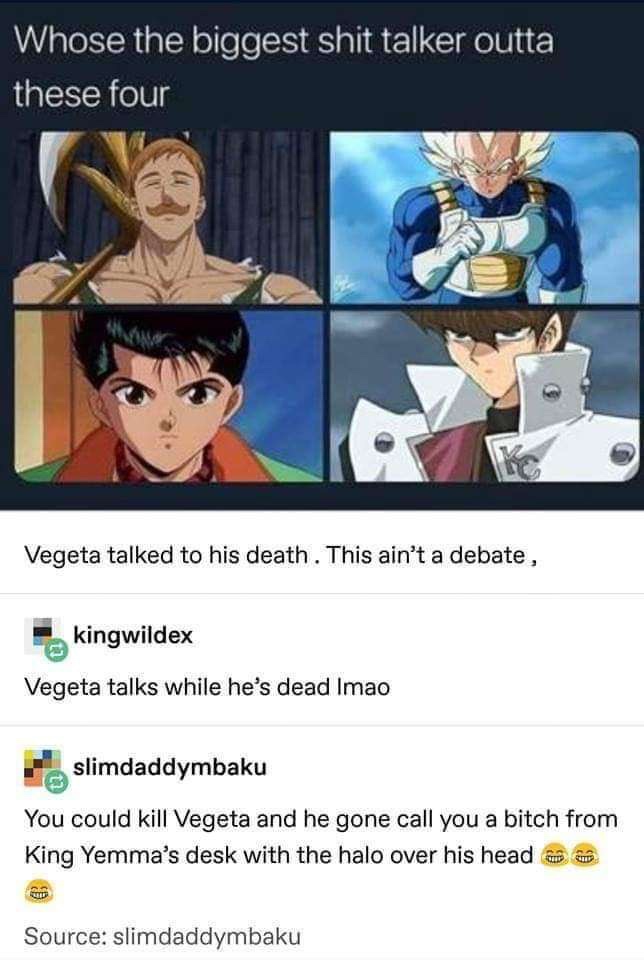 Whose the biggest shit talker outta
these four
KC
Vegeta talked to his death . This ain't a debate ,
kingwildex
Vegeta talks while he's dead lmao
slimdaddymbaku
You could kill Vegeta and he gone call you a bitch from
King Yemma's desk with the halo over his head 😂😂
😂
Source: slimdaddymbaku